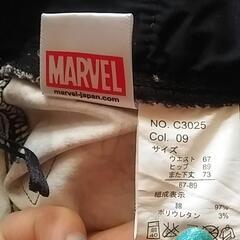 MARVEL
marvel-japan.com
NO. C3025
Col. 09
サイズ
ウエスト 67
ヒップ 89
また下丈 73
67-89
組成表示
綿 97%
ポリウレタン 3%